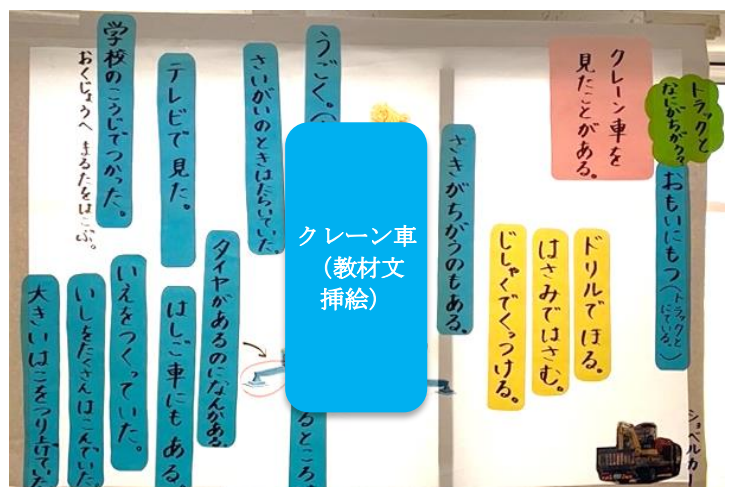 トラックと
なにがちがう？
おもいにもつ（トラックと
にている。）
ショベルカー
クレーン車を
見たことがある。
ドリルでほる。
はさみではさむ。
じしゃくでくっつける。
さきがちがうのもある。
クレーン車
（教材文
挿絵）
うごく。
るところ
さいがいのときはたらいていた。
タイヤがあるのになんかある。
テレビで見た。
はしご車にもある。
学校のこうじでつかった。
おくじょうへまるたをはこぶ。
いえをつくっていた。
いしをたくさんはこんでいた。
大きいはこをつり上げていた